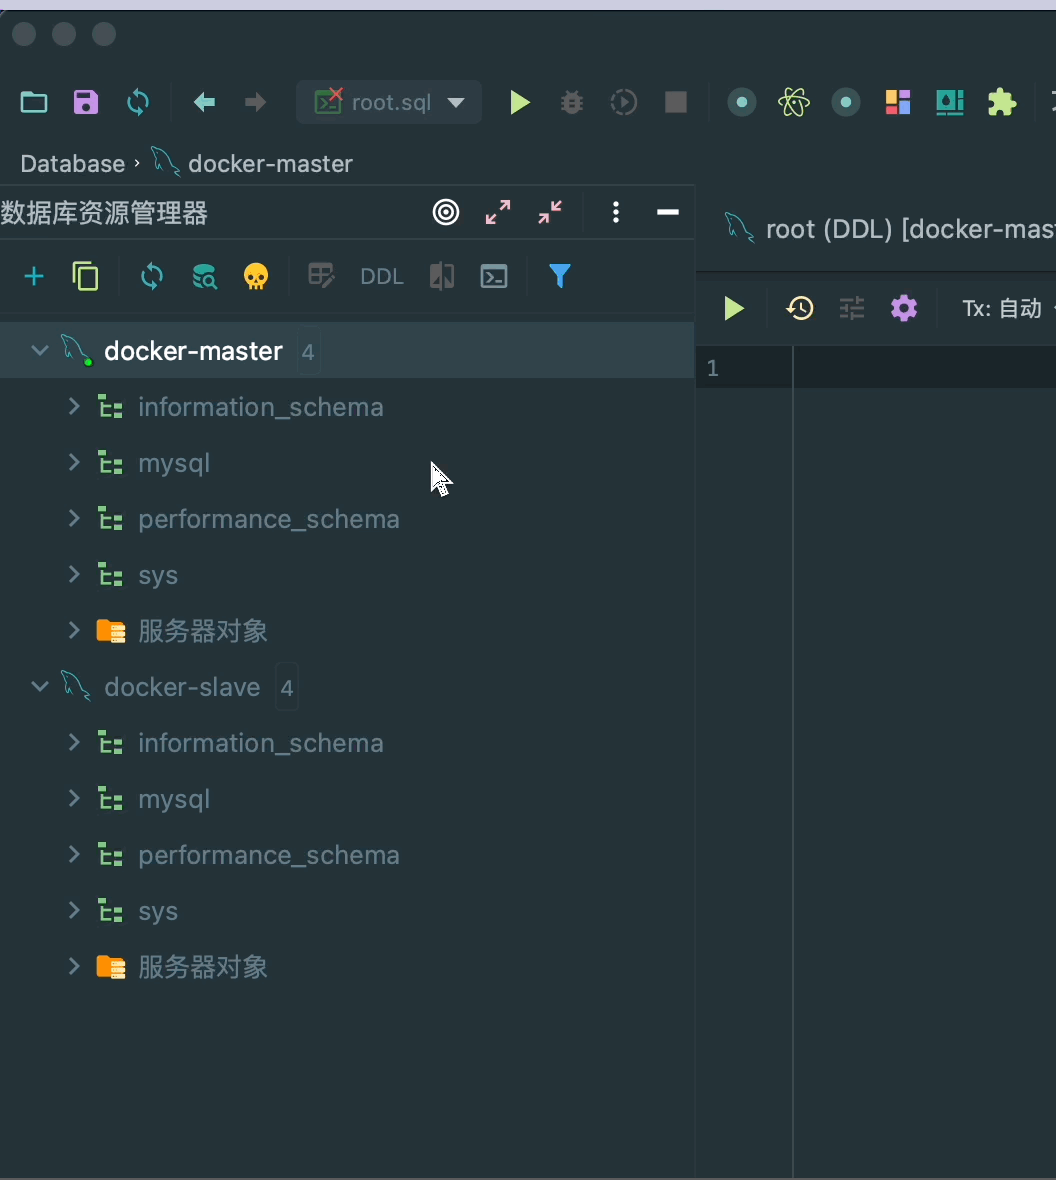 root.sql
Database › docker-master
数据库资源管理器
root (DDL) [docker-mas
DDL
Tx: 自动
docker-master 4
1
information_schema
mysql
performance_schema
sys
服务器对象
docker-slave 4
information_schema
mysql
performance_schema
sys
服务器对象